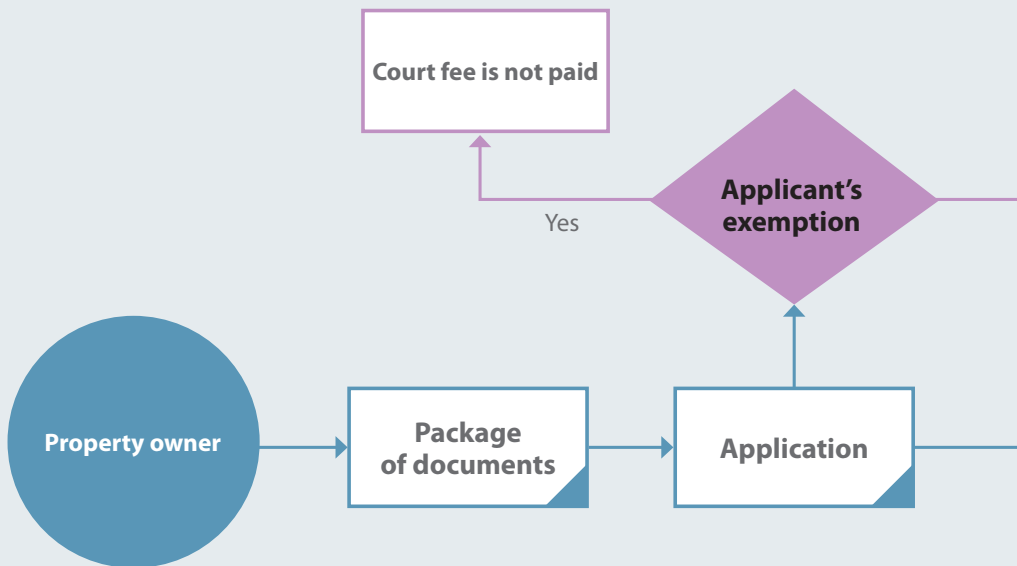 Court fee is not paid
Applicant’s
exemption
Yes
Property owner
Package
of documents
Application